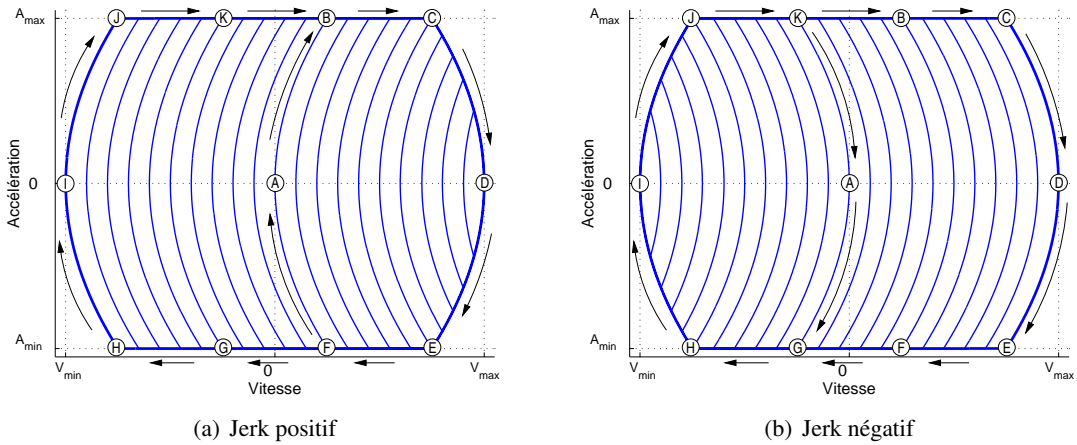 A_max
J
K
B
C
Accélération
0
I
A
D
A_min
H
G
F
E
V_min
0
V_max
Vitesse
(a) Jerk positif
A_max
J
K
B
C
Accélération
0
I
A
D
A_min
H
G
F
E
V_min
0
V_max
Vitesse
(b) Jerk négatif